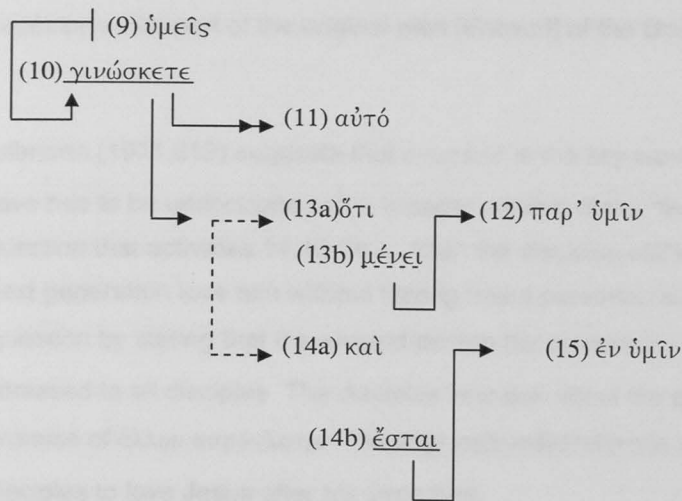 (9) ὑμεῖς
(10) γινώσκετε
(11) αὐτό
(13a)ὅτι
(12) παρ’ ὑμῖν
(13b) μένει
(14a) καὶ
(15) ἐν ὑμῖν
(14b) ἔσται